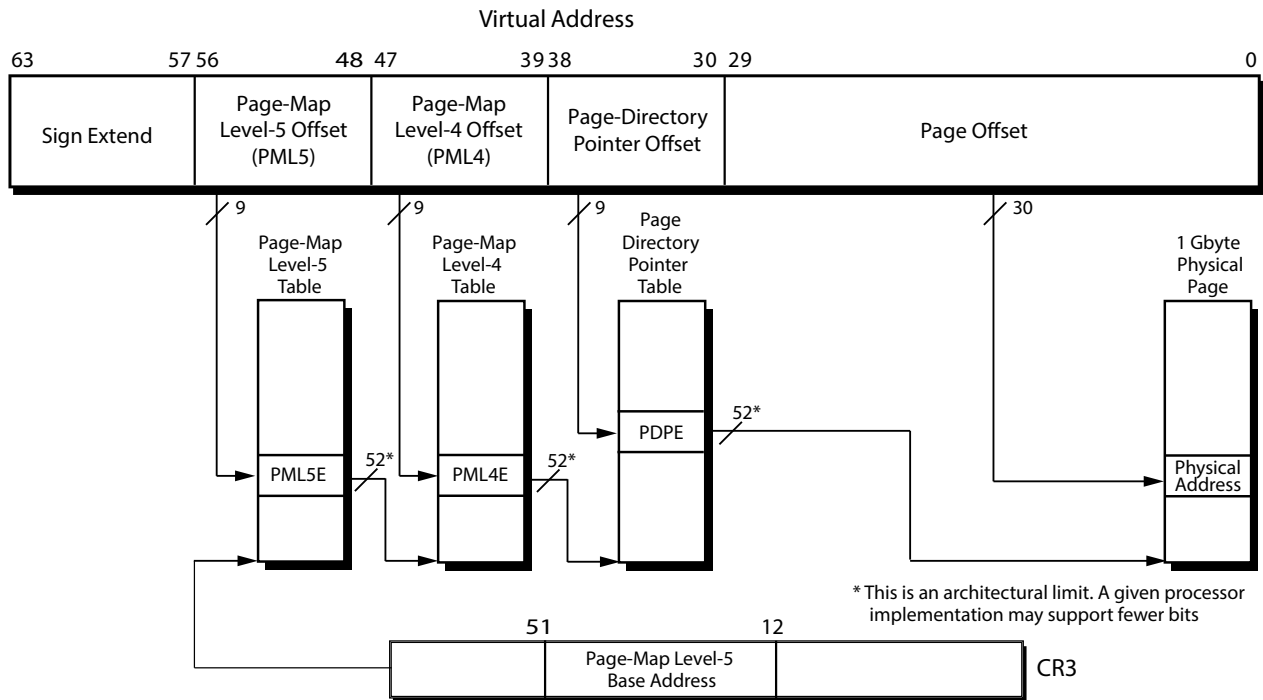 Virtual Address
63 57 56 48 47 39 38 30 29 0
Sign Extend
Page-Map
Level-5 Offset
(PML5)
Page-Map
Level-4 Offset
(PML4)
Page-Directory
Pointer Offset
Page Offset
9
9
9
30
Page-Map
Level-5
Table
Page-Map
Level-4
Table
Page
Directory
Pointer
Table
1 Gbyte
Physical
Page
PML5E
52*
PML4E
52*
PDPE
52*
Physical
Address
* This is an architectural limit. A given processor
implementation may support fewer bits
51 12
Page-Map Level-5
Base Address
CR3